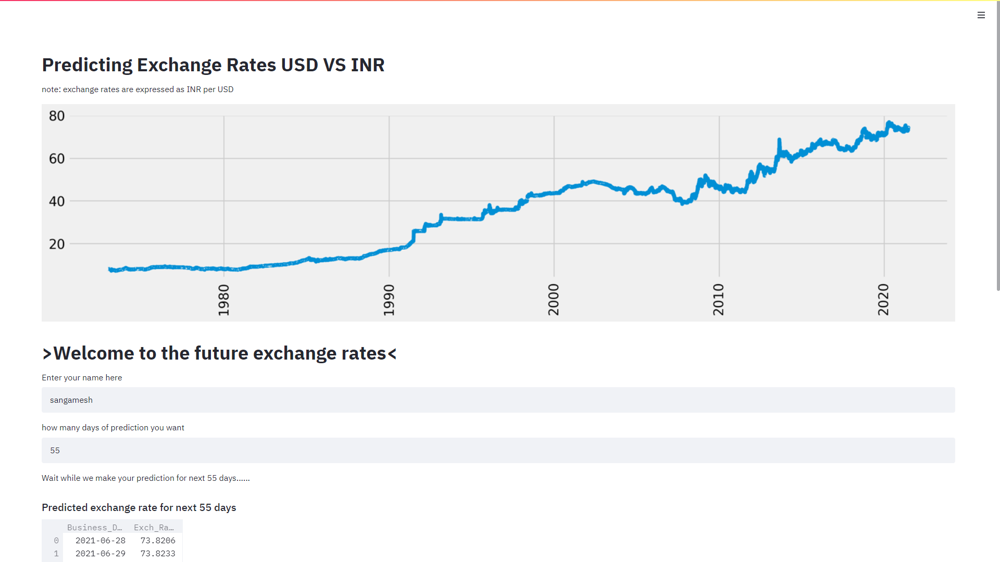 Predicting Exchange Rates USD VS INR
note: exchange rates are expressed as INR per USD
80
60
40
20
1980 1990 2000 2010 2020
>Welcome to the future exchange rates<
Enter your name here
sangamesh
how many days of prediction you want
55
Wait while we make your prediction for next 55 days......
Predicted exchange rate for next 55 days
Business_D… Exch_Ra…
0 2021-06-28 73.8206
1 2021-06-29 73.8233